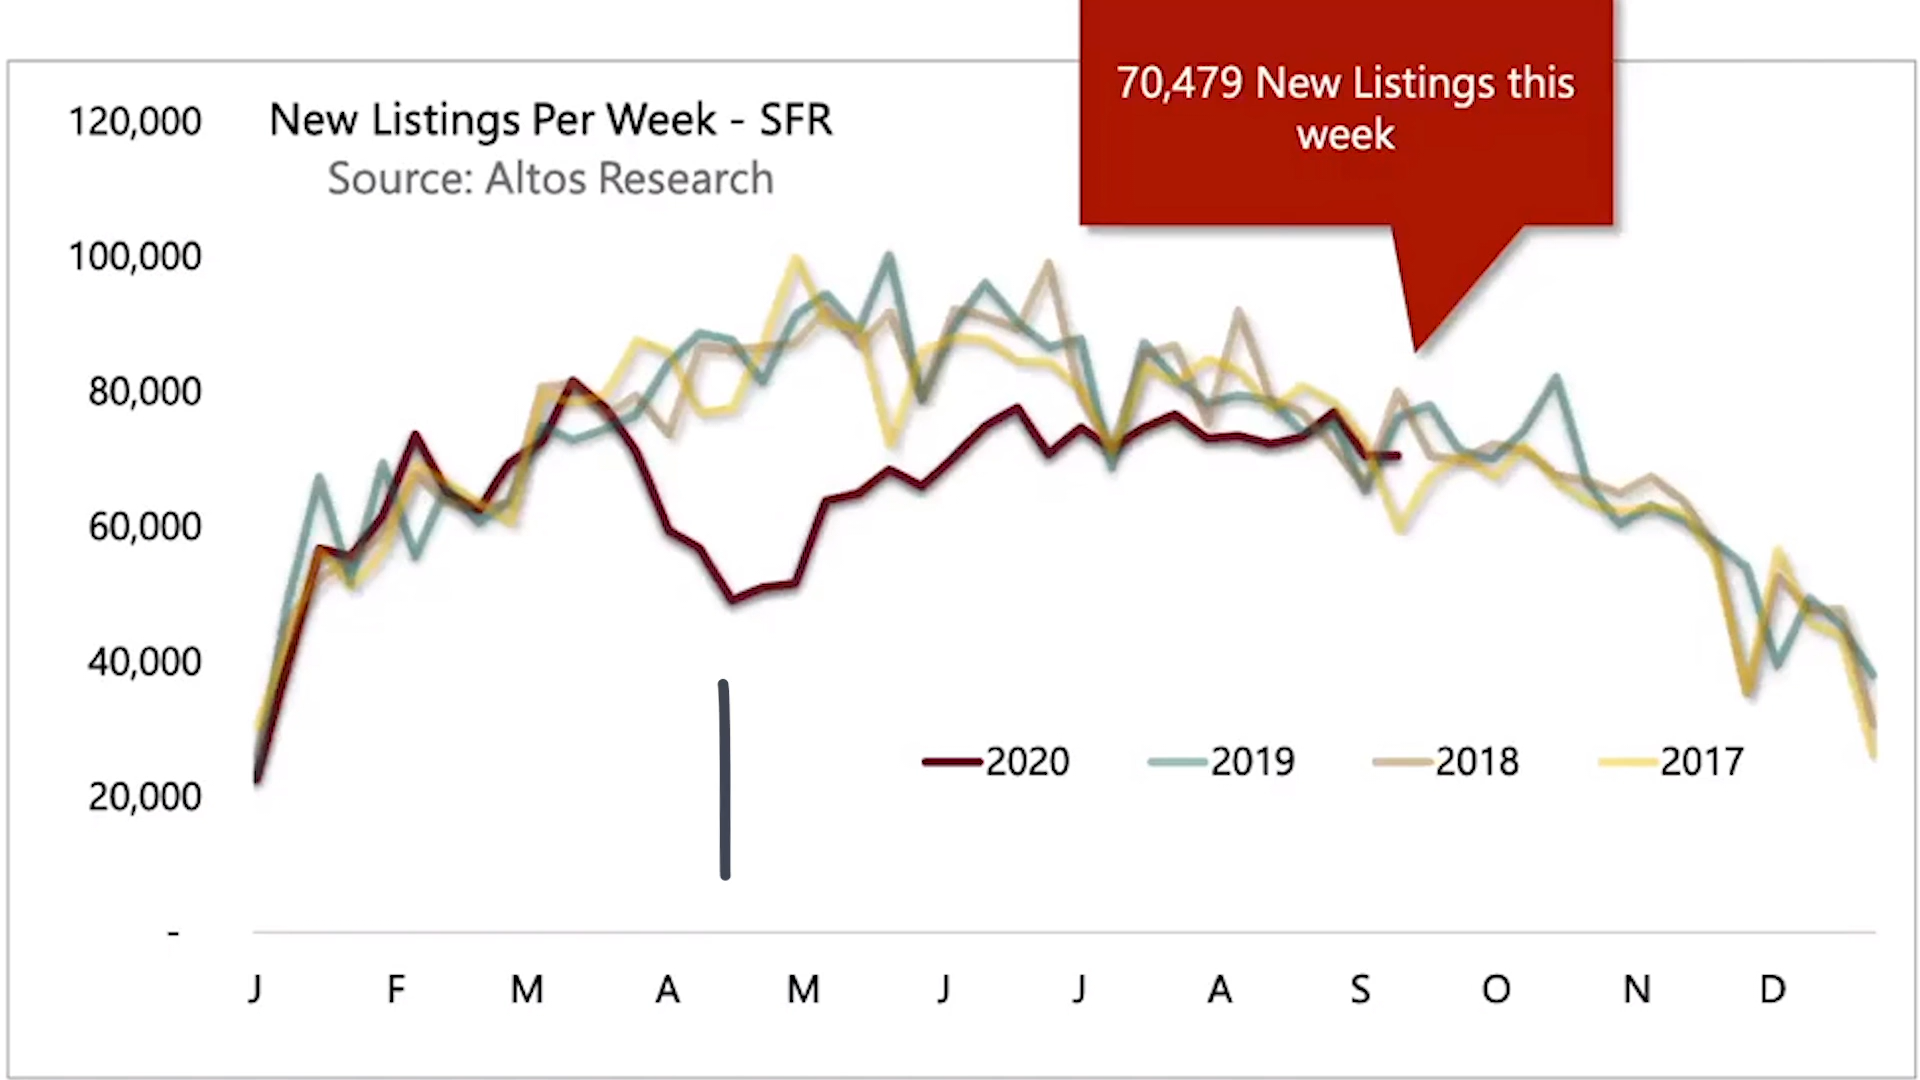 70,479 New Listings this
week
New Listings Per Week - SFR
Source: Altos Research
120,000
100,000
80,000
60,000
40,000
20,000
-
2020 2019 2018 2017
J F M A M J J A S O N D